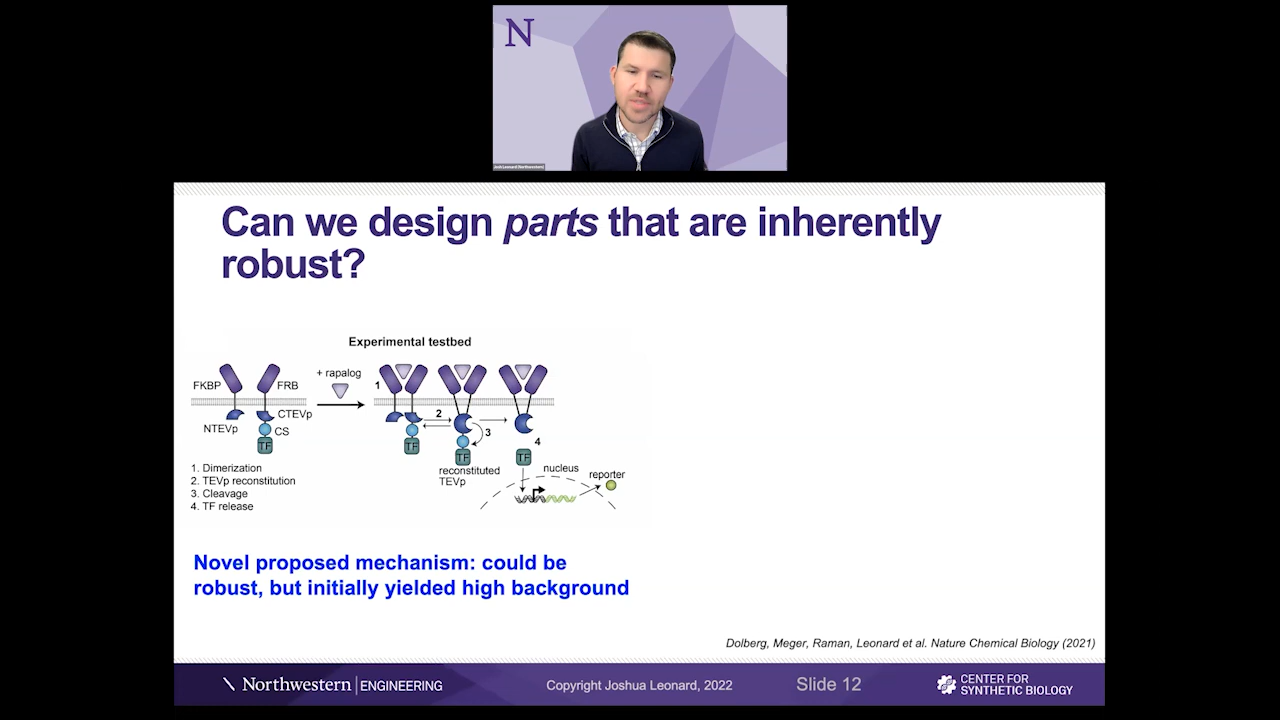 N
Josh Leonard (Northwestern)
Can we design parts that are inherently
robust?
Experimental testbed
FKBP
FRB
+ rapalog
1
NTEVp
CTEVp
CS
TF
TF
2
3
TF
reconstituted
TEVp
4
TF
nucleus
reporter
1. Dimerization
2. TEVp reconstitution
3. Cleavage
4. TF release
Novel proposed mechanism: could be
robust, but initially yielded high background
Dolberg, Meger, Raman, Leonard et al. Nature Chemical Biology (2021)
Northwestern | ENGINEERING
Copyright Joshua Leonard, 2022
Slide 12
CENTER FOR
SYNTHETIC BIOLOGY